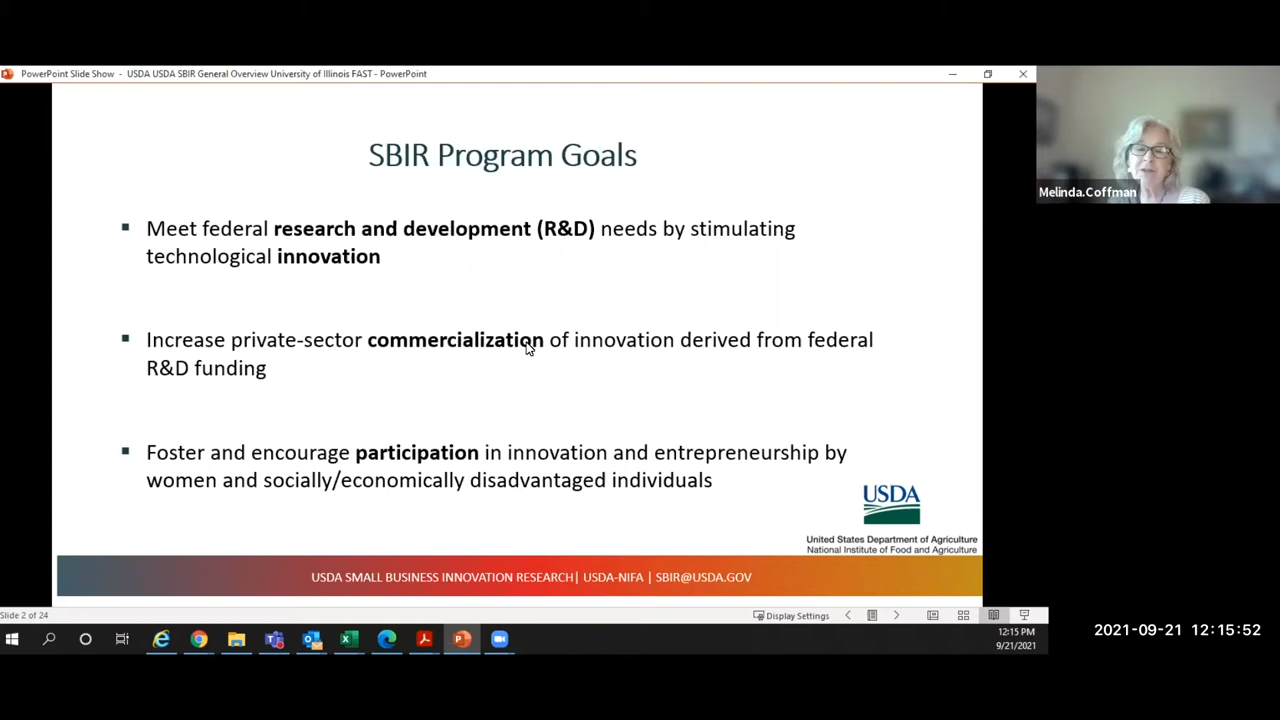 PowerPoint Slide Show - USDA USDA SBIR General Overview University of Illinois FAST - PowerPoint
SBIR Program Goals
Melinda.Coffman
▪ Meet federal research and development (R&D) needs by stimulating
technological innovation
▪ Increase private-sector commercialization of innovation derived from federal
R&D funding
▪ Foster and encourage participation in innovation and entrepreneurship by
women and socially/economically disadvantaged individuals
USDA
United States Department of Agriculture
National Institute of Food and Agriculture
USDA SMALL BUSINESS INNOVATION RESEARCH| USDA-NIFA | SBIR@USDA.GOV
Slide 2 of 24
Display Settings
12:15 PM
9/21/2021
2021-09-21 12:15:52